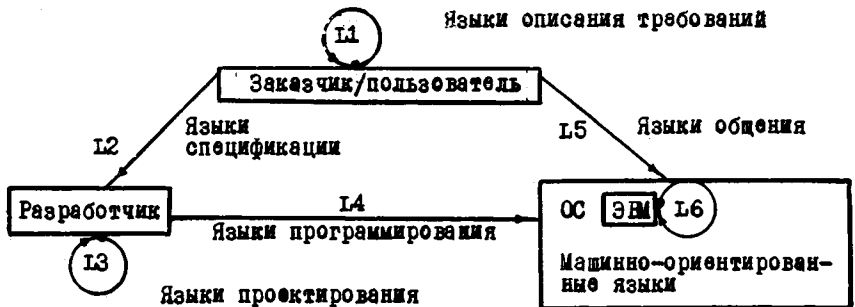 L1
Языки описания требований
Заказчик/пользователь
L2
Языки
спецификации
L5
Языки общения
Разработчик
L4
Языки программирования
ОС ЭВМ L6
Машинно-ориентирован-
ные языки
L3
Языки проектирования